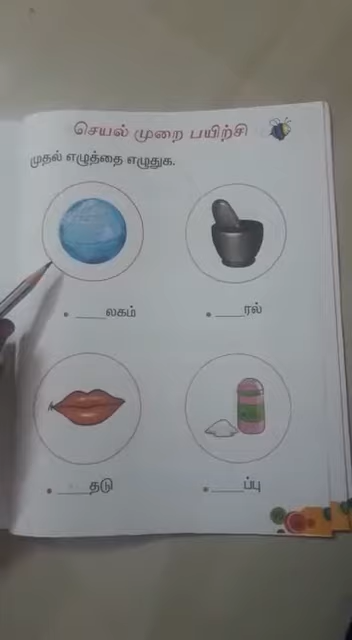 செயல் முறை பயிற்சி
முதல் எழுத்தை எழுதுக.
• ____லகம்
• ____ரல்
• ____தடு
• ____ப்பு